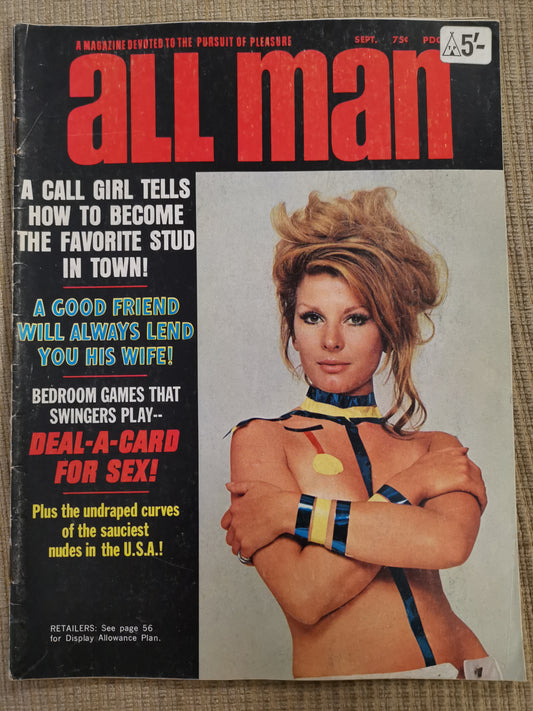 A MAGAZINE DEVOTED TO THE PURSUIT OF PLEASURE SEPT. 75¢ PDC
5'-
all man
A CALL GIRL TELLS
HOW TO BECOME
THE FAVORITE STUD
IN TOWN!
A GOOD FRIEND
WILL ALWAYS LEND
YOU HIS WIFE!
BEDROOM GAMES THAT
SWINGERS PLAY--
DEAL-A-CARD
FOR SEX!
Plus the undraped curves
of the sauciest
nudes in the U.S.A.!
RETAILERS: See page 56
for Display Allowance Plan.